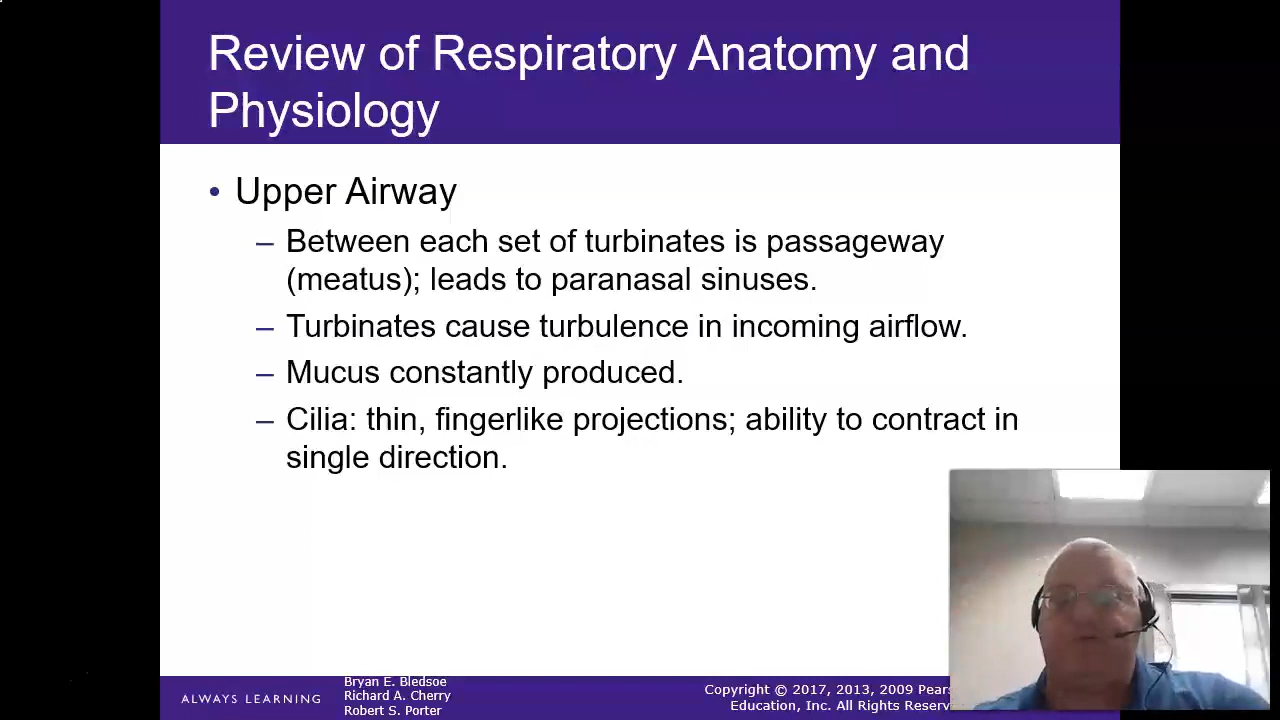 Review of Respiratory Anatomy and
Physiology
• Upper Airway
– Between each set of turbinates is passageway
(meatus); leads to paranasal sinuses.
– Turbinates cause turbulence in incoming airflow.
– Mucus constantly produced.
– Cilia: thin, fingerlike projections; ability to contract in
single direction.
ALWAYS LEARNING
Bryan E. Bledsoe
Richard A. Cherry
Robert S. Porter
Copyright © 2017, 2013, 2009 Pears
Education, Inc. All Rights Reserv